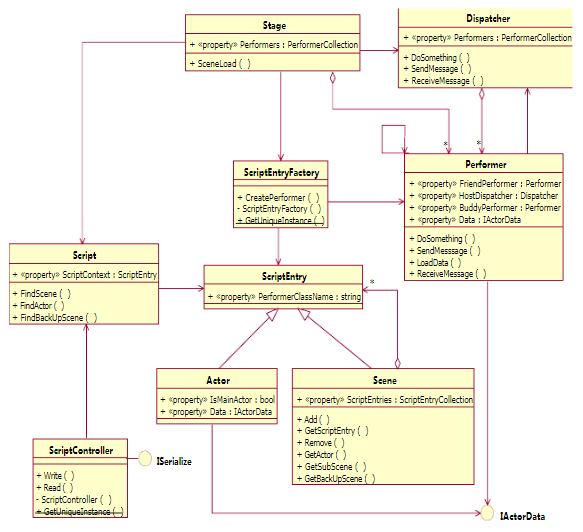 Stage
+ «property» Performers : PerformerCollection
+ SceneLoad ( )
Dispatcher
+ «property» Performers : PerformerCollection
+ DoSomething ( )
+ SendMessage ( )
+ ReceiveMessage ( )
*
*
ScriptEntryFactory
+ CreatePerformer ( )
- ScriptEntryFactory ( )
+ GetUniqueInstance ( )
Performer
+ «property» FriendPerformer : Performer
+ «property» HostDispatcher : Dispatcher
+ «property» BuddyPerformer : Performer
+ «property» Data : IActorData
+ DoSomething ( )
+ SendMesssage ( )
+ LoadData ( )
+ ReceiveMessage ( )
Script
+ «property» ScriptContext : ScriptEntry
+ FindScene ( )
+ FindActor ( )
+ FindBackUpScene ( )
ScriptEntry
+ «property» PerformerClassName : string
*
Actor
+ «property» IsMainActor : bool
+ «property» Data : IActorData
Scene
+ «property» ScriptEntries : ScriptEntryCollection
+ Add ( )
+ GetScriptEntry ( )
+ Remove ( )
+ GetActor ( )
+ GetSubScene ( )
+ GetBackUpScene ( )
ScriptController
+ Write ( )
+ Read ( )
- ScriptController ( )
+ GetUniqueInstance ( )
ISerialize
IActorData